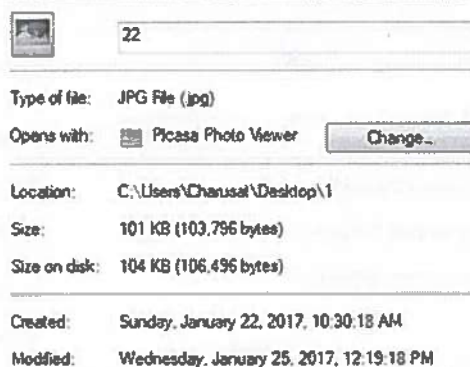 22
Type of file: JPG File (.jpg)
Opens with: Picasa Photo Viewer Change...
Location: C:\Users\Charusat\Desktop\1
Size: 101 KB (103,796 bytes)
Size on disk: 104 KB (106,496 bytes)
Created: Sunday, January 22, 2017, 10:30:18 AM
Modified: Wednesday, January 25, 2017, 12:19:18 PM